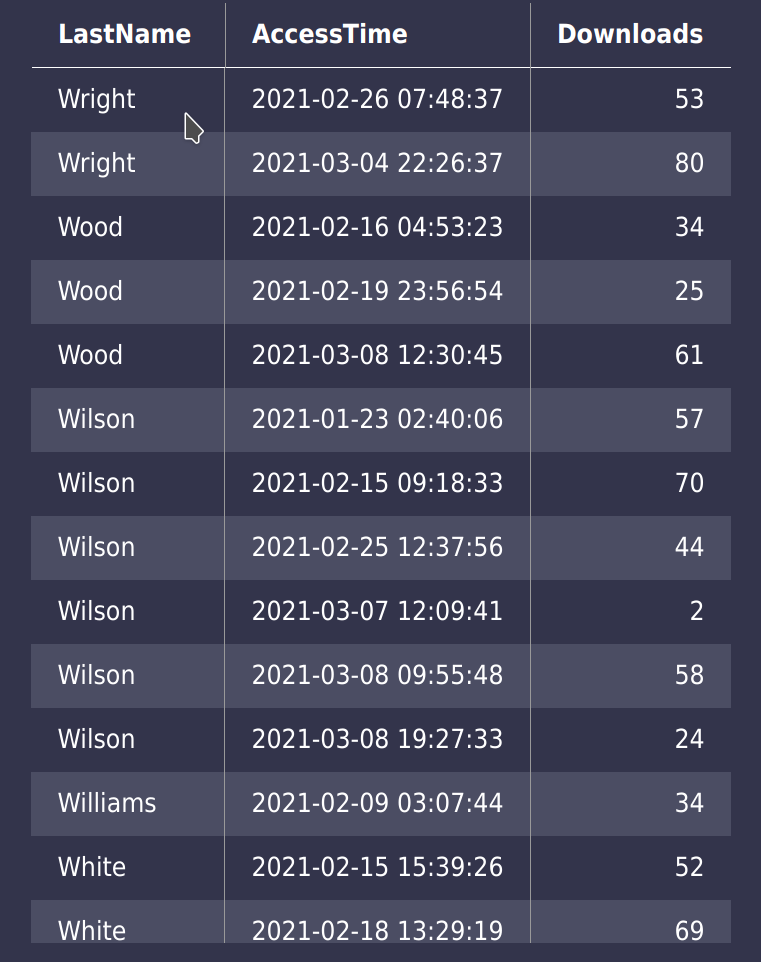 LastName AccessTime Downloads
Wright 2021-02-26 07:48:37 53
Wright 2021-03-04 22:26:37 80
Wood 2021-02-16 04:53:23 34
Wood 2021-02-19 23:56:54 25
Wood 2021-03-08 12:30:45 61
Wilson 2021-01-23 02:40:06 57
Wilson 2021-02-15 09:18:33 70
Wilson 2021-02-25 12:37:56 44
Wilson 2021-03-07 12:09:41 2
Wilson 2021-03-08 09:55:48 58
Wilson 2021-03-08 19:27:33 24
Williams 2021-02-09 03:07:44 34
White 2021-02-15 15:39:26 52
White 2021-02-18 13:29:19 69